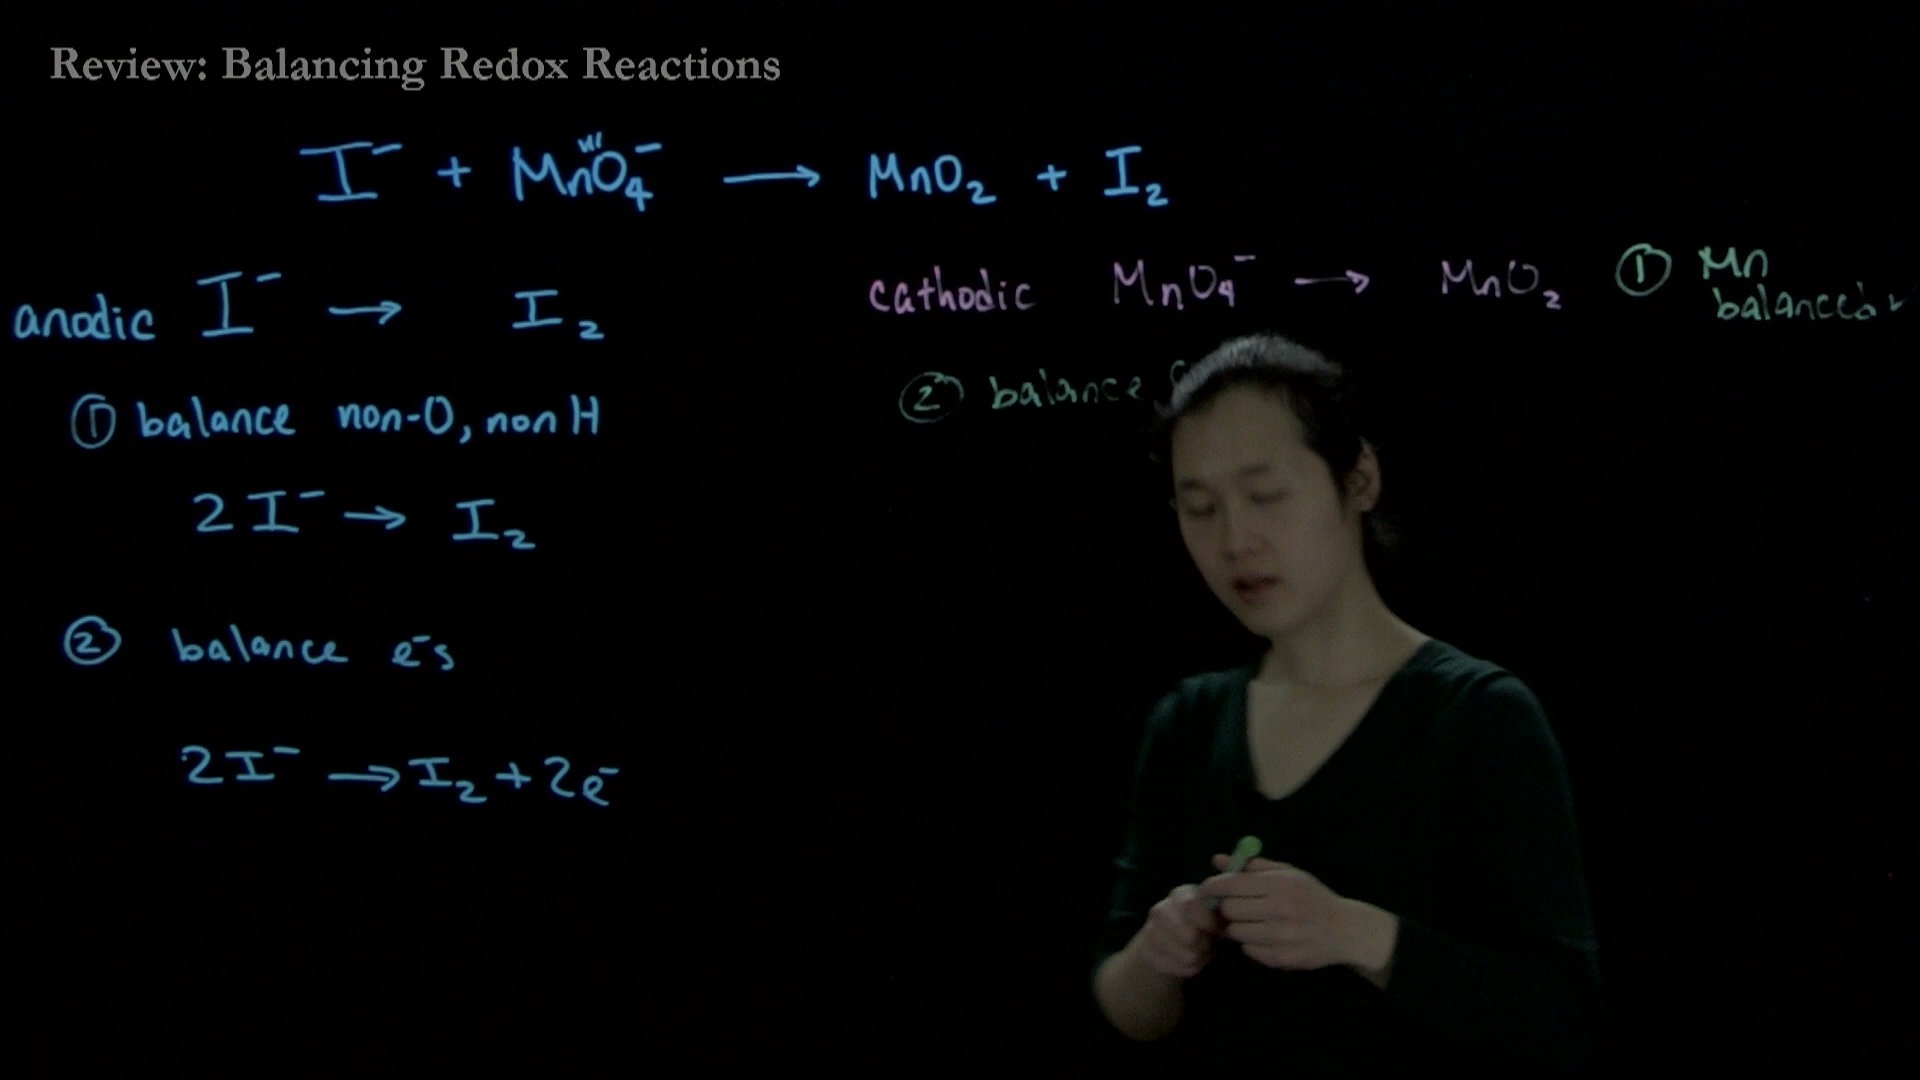 Review: Balancing Redox Reactions
I⁻ + MnO₄⁻ → MnO₂ + I₂
anodic I⁻ → I₂
① balance non-O, non H
2I⁻ → I₂
② balance e⁻s
2I⁻ → I₂ + 2e⁻
cathodic MnO₄⁻ → MnO₂
① Mn
balanced ✓
② balance